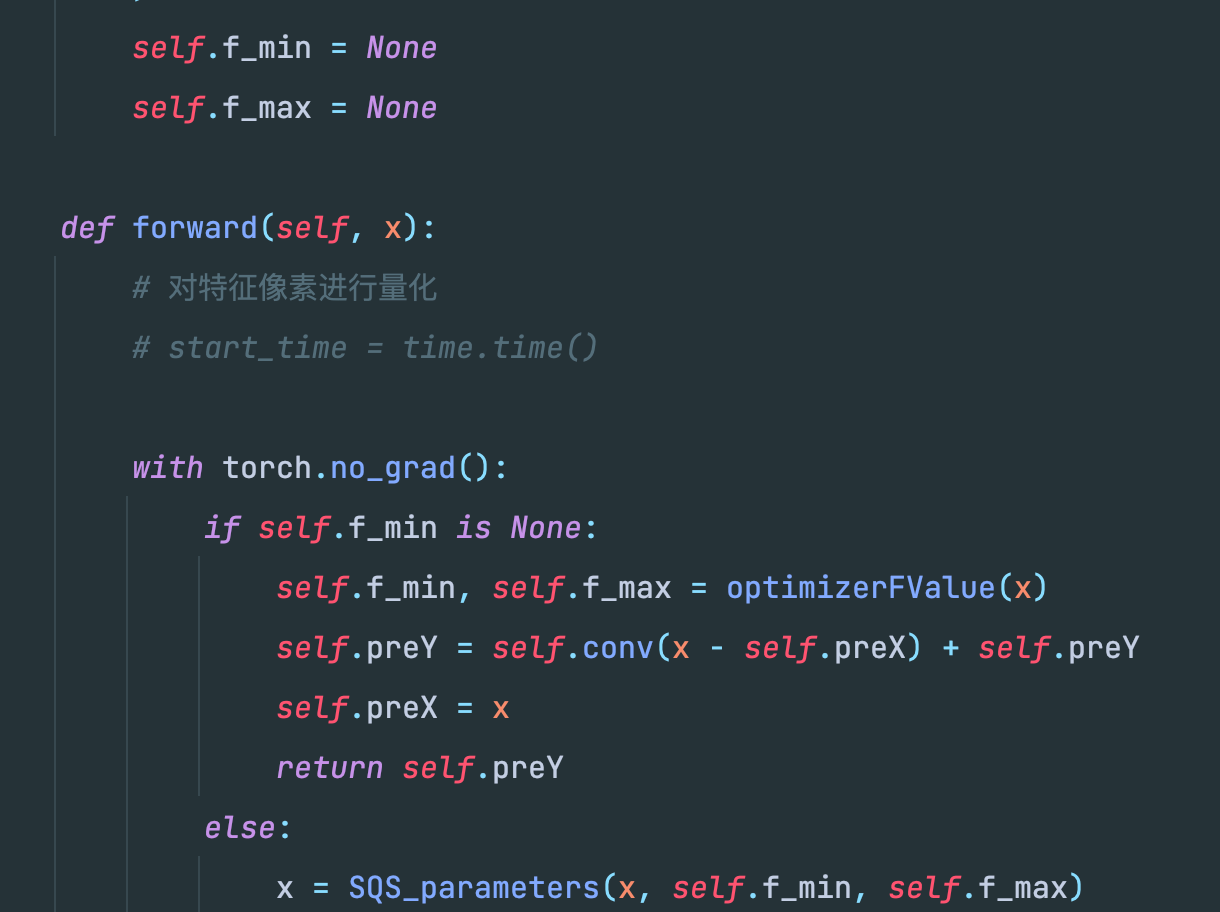 self.f_min = None
self.f_max = None
def forward(self, x):
# 对特征像素进行量化
# start_time = time.time()
with torch.no_grad():
if self.f_min is None:
self.f_min, self.f_max = optimizerFValue(x)
self.preY = self.conv(x - self.preX) + self.preY
self.preX = x
return self.preY
else:
x = SQS_parameters(x, self.f_min, self.f_max)